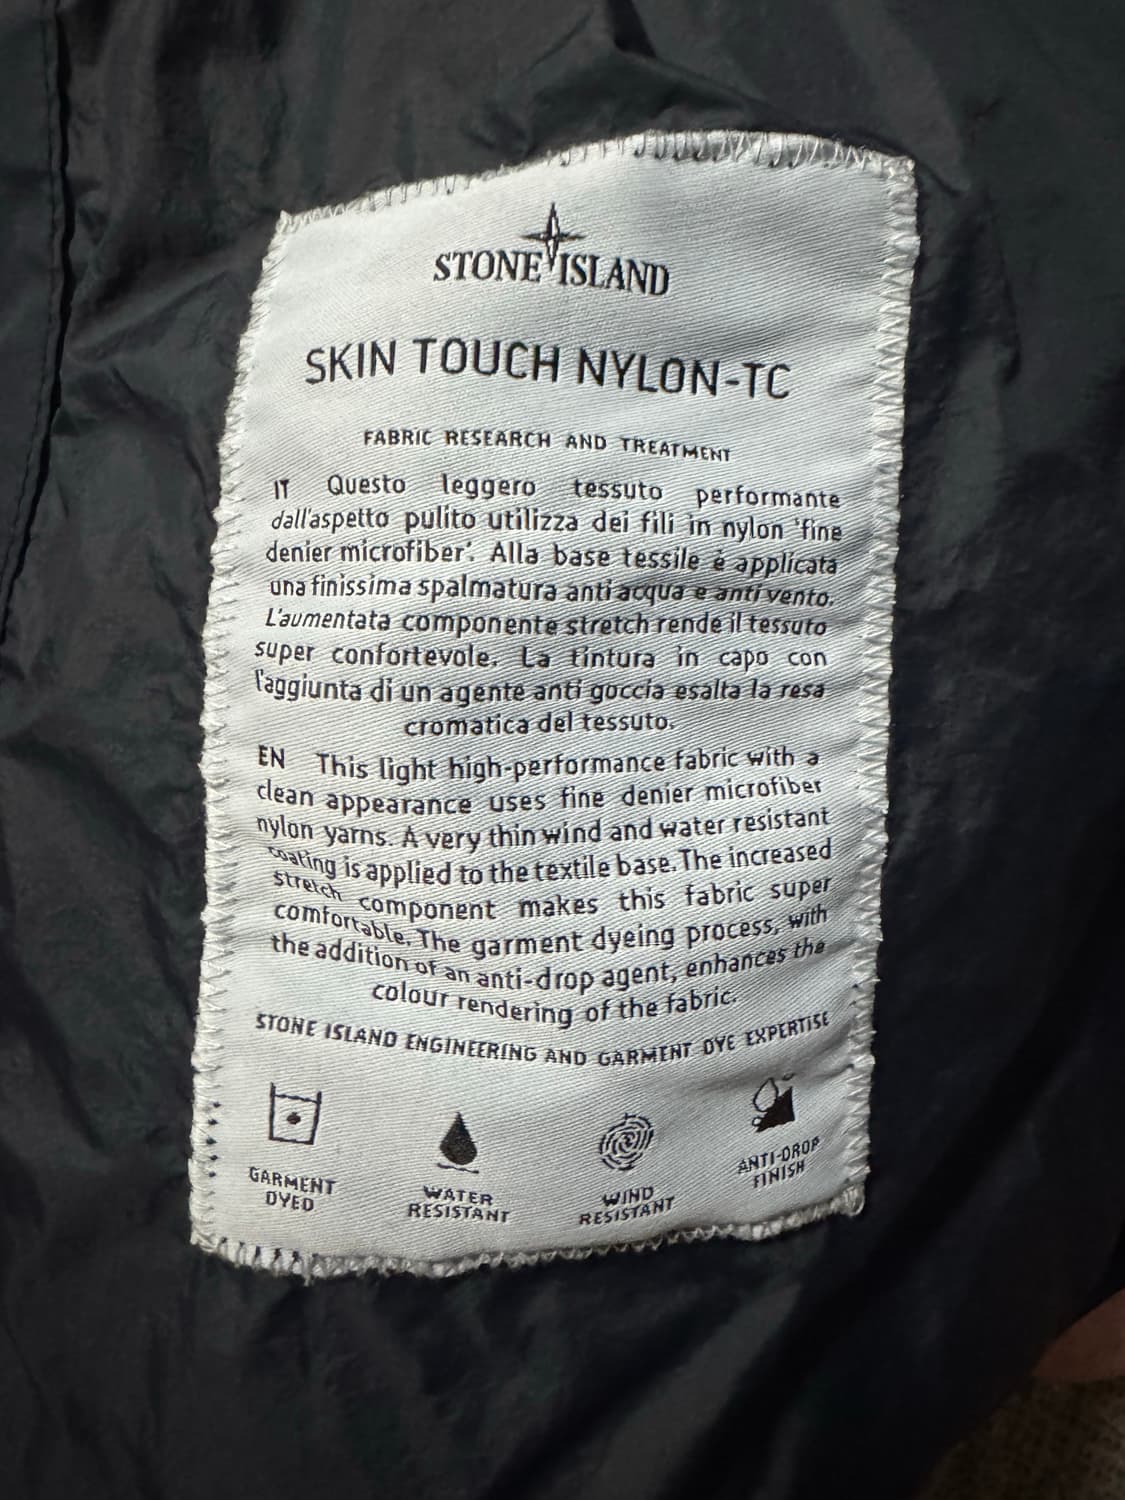 STONE ISLAND
SKIN TOUCH NYLON-TC
FABRIC RESEARCH AND TREATMENT
IT Questo leggero tessuto performante
dall'aspetto pulito utilizza dei fili in nylon 'fine
denier microfiber'. Alla base tessile è applicata
una finissima spalmatura anti acqua e anti vento.
L'aumentata componente stretch rende il tessuto
super confortevole. La tintura in capo con
l'aggiunta di un agente anti goccia esalta la resa
cromatica del tessuto.
EN This light high-performance fabric with a
clean appearance uses fine denier microfiber
nylon yarns. A very thin wind and water resistant
coating is applied to the textile base. The increased
stretch component makes this fabric super
comfortable. The garment dyeing process, with
the addition of an anti-drop agent, enhances the
colour rendering of the fabric.
STONE ISLAND ENGINEERING AND GARMENT DYE EXPERTISE
GARMENT
DYED
WATER
RESISTANT
WIND
RESISTANT
ANTI-DROP
FINISH